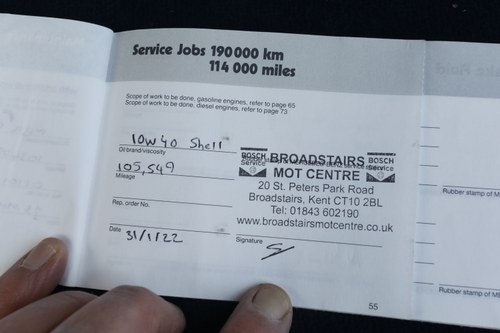 Service Jobs 190 000 km
114 000 miles
Scope of work to be done, gasoline engines, refer to page 65
Scope of work to be done, diesel engines, refer to page 73
10W40 Shell
Oil brand/viscosity
105,549
Mileage
BOSCH Service BROADSTAIRS BOSCH Service
MOT CENTRE
20 St. Peters Park Road
Broadstairs, Kent CT10 2BL
Tel: 01843 602190
www.broadstairsmotcentre.co.uk
Rep. order No.
Date 31/1/22
Signature
55
Rubber stamp of
Rubber stamp of